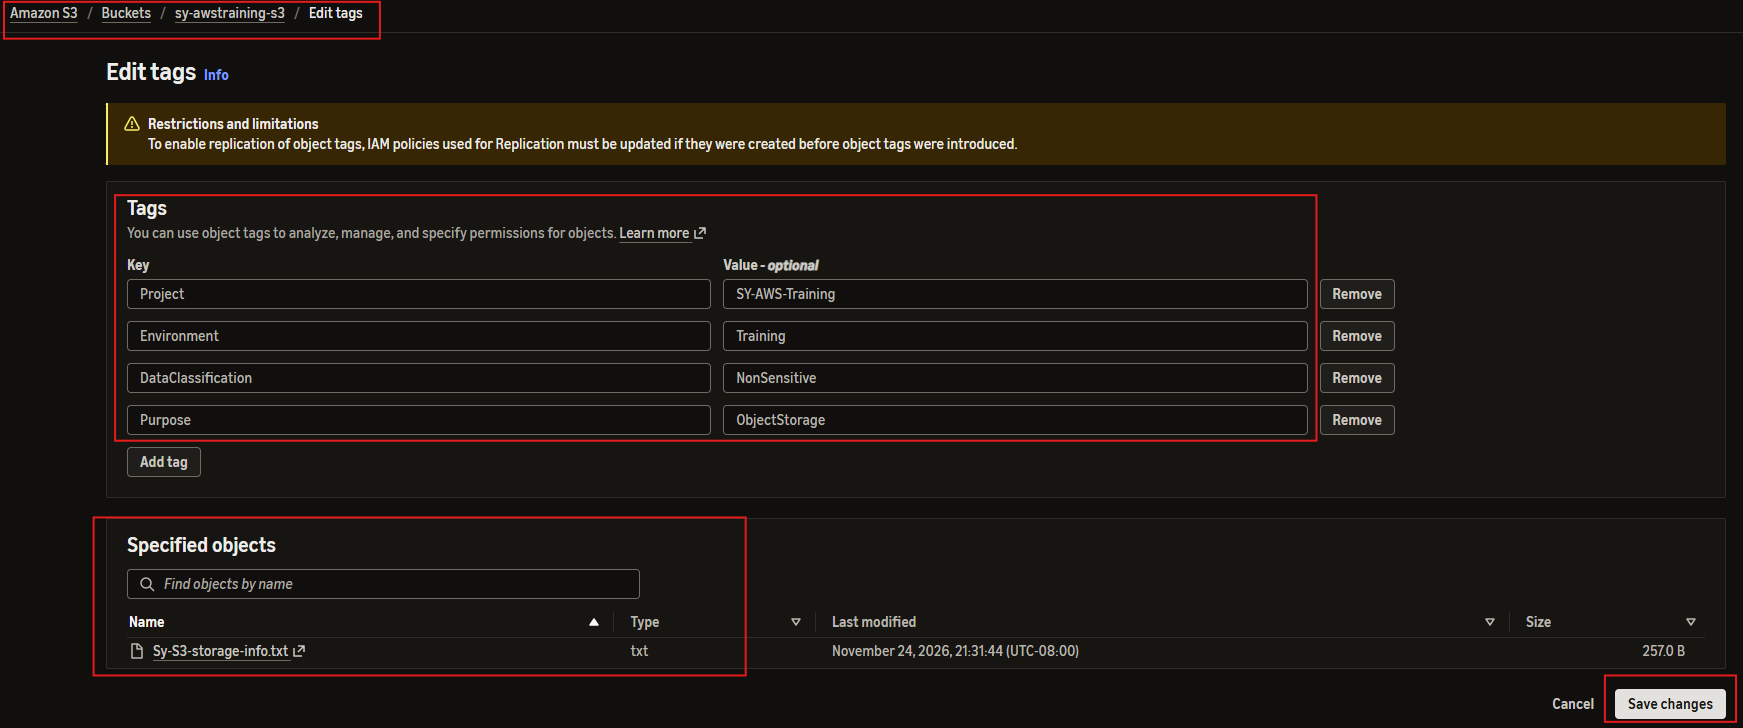 Amazon S3 / Buckets / sy-awstraining-s3 / Edit tags
Edit tags Info
Restrictions and limitations
To enable replication of object tags, IAM policies used for Replication must be updated if they were created before object tags were introduced.
Tags
You can use object tags to analyze, manage, and specify permissions for objects. Learn more
Key Value - optional
Project SY-AWS-Training Remove
Environment Training Remove
DataClassification NonSensitive Remove
Purpose ObjectStorage Remove
Add tag
Specified objects
Find objects by name
Name Type Last modified Size
Sy-S3-storage-info.txt txt November 24, 2026, 21:31:44 (UTC-08:00) 257.0 B
Cancel Save changes